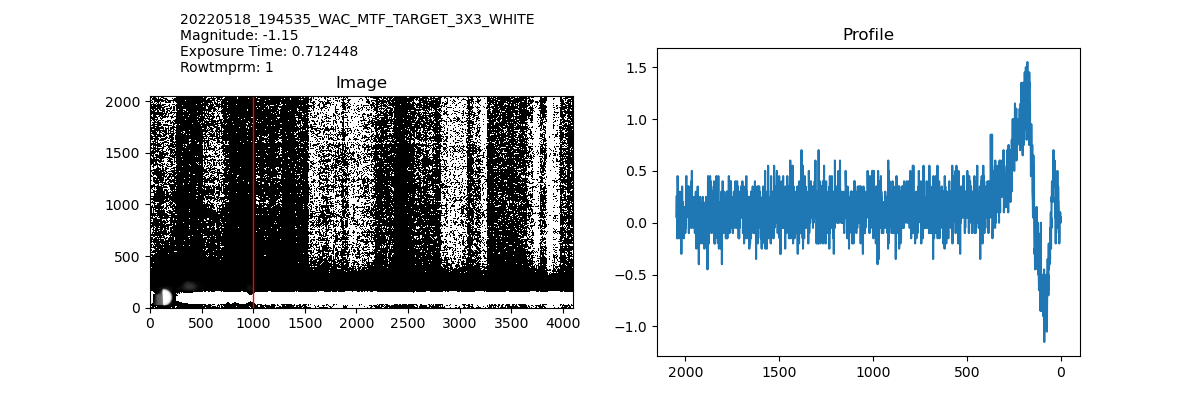 20220518_194535_WAC_MTF_TARGET_3X3_WHITE
Magnitude: -1.15
Exposure Time: 0.712448
Rowtmprm: 1
Image
2000
1500
1000
500
0
0 500 1000 1500 2000 2500 3000 3500 4000
Profile
1.5
1.0
0.5
0.0
−0.5
−1.0
2000 1500 1000 500 0